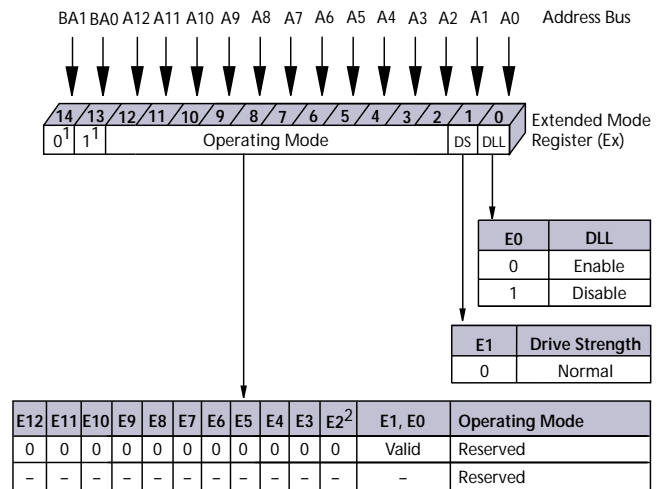 BA1 BA0 A12 A11 A10 A9 A8 A7 A6 A5 A4 A3 A2 A1 A0 Address Bus
14 13 12 11 10 9 8 7 6 5 4 3 2 1 0
Extended Mode
Register (Ex)
0¹ 1¹ Operating Mode DS DLL
E0 DLL
0 Enable
1 Disable
E1 Drive Strength
0 Normal
E12 E11 E10 E9 E8 E7 E6 E5 E4 E3 E2² E1, E0 Operating Mode
0 0 0 0 0 0 0 0 0 0 0 Valid Reserved
– – – – – – – – – – – – Reserved